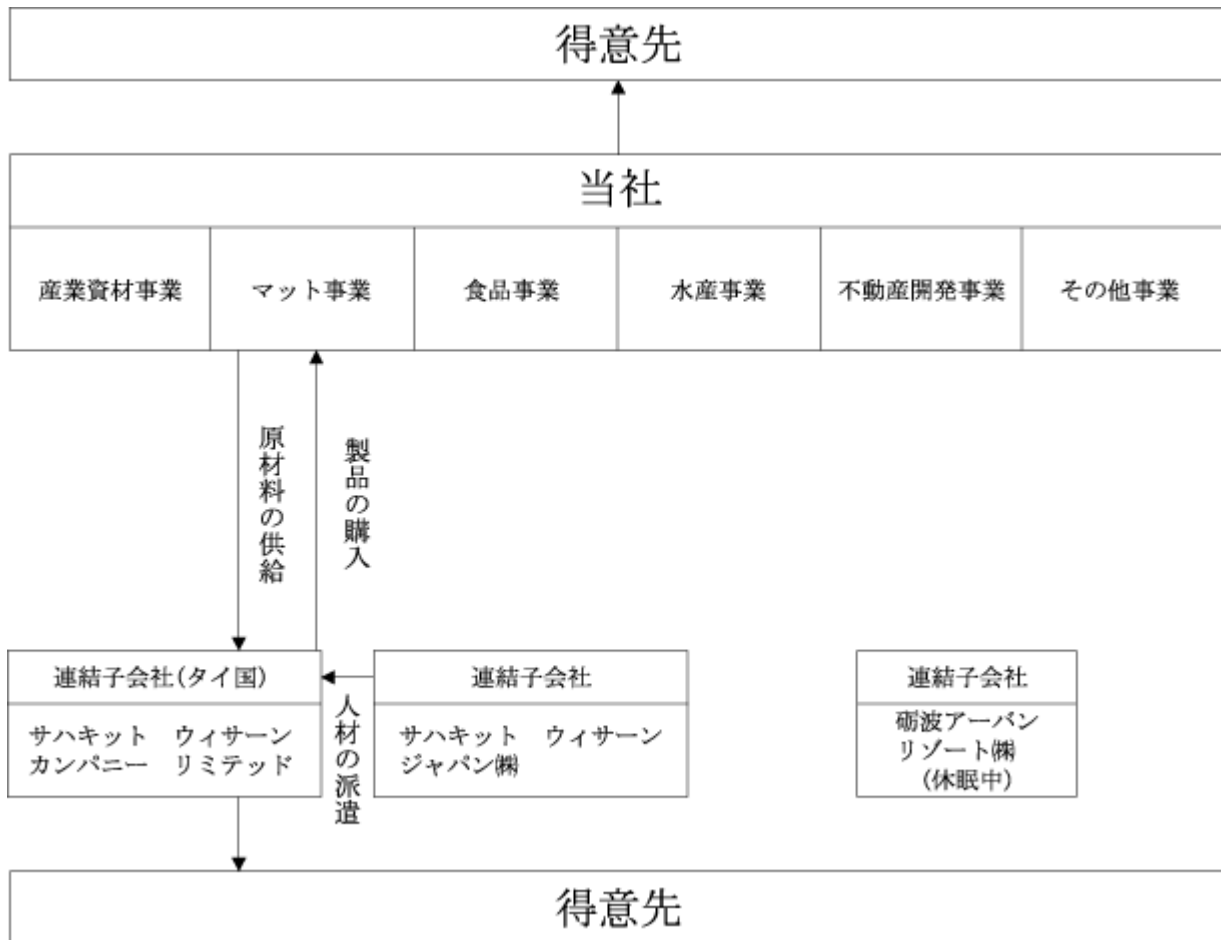 得意先
当社
産業資材事業
マット事業
食品事業
水産事業
不動産開発事業
その他事業
原材料の供給
製品の購入
連結子会社(タイ国)
サハキット　ウィサーン
カンパニー　リミテッド
人材の派遣
連結子会社
サハキット　ウィサーン
ジャパン㈱
連結子会社
砺波アーバン
リゾート㈱
(休眠中)
得意先